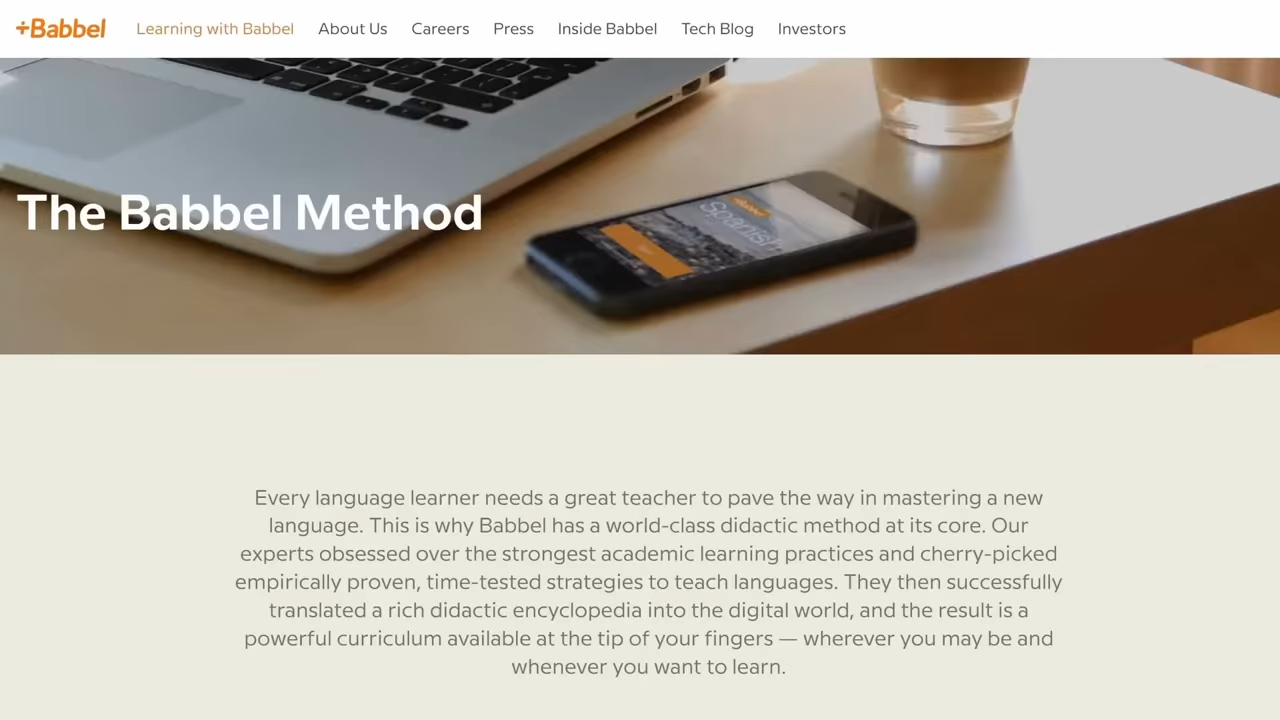 +Babbel
Learning with Babbel
About Us
Careers
Press
Inside Babbel
Tech Blog
Investors
The Babbel Method
+Babbel
Spanish
Every language learner needs a great teacher to pave the way in mastering a new
language. This is why Babbel has a world-class didactic method at its core. Our
experts obsessed over the strongest academic learning practices and cherry-picked
empirically proven, time-tested strategies to teach languages. They then successfully
translated a rich didactic encyclopedia into the digital world, and the result is a
powerful curriculum available at the tip of your fingers — wherever you may be and
whenever you want to learn.